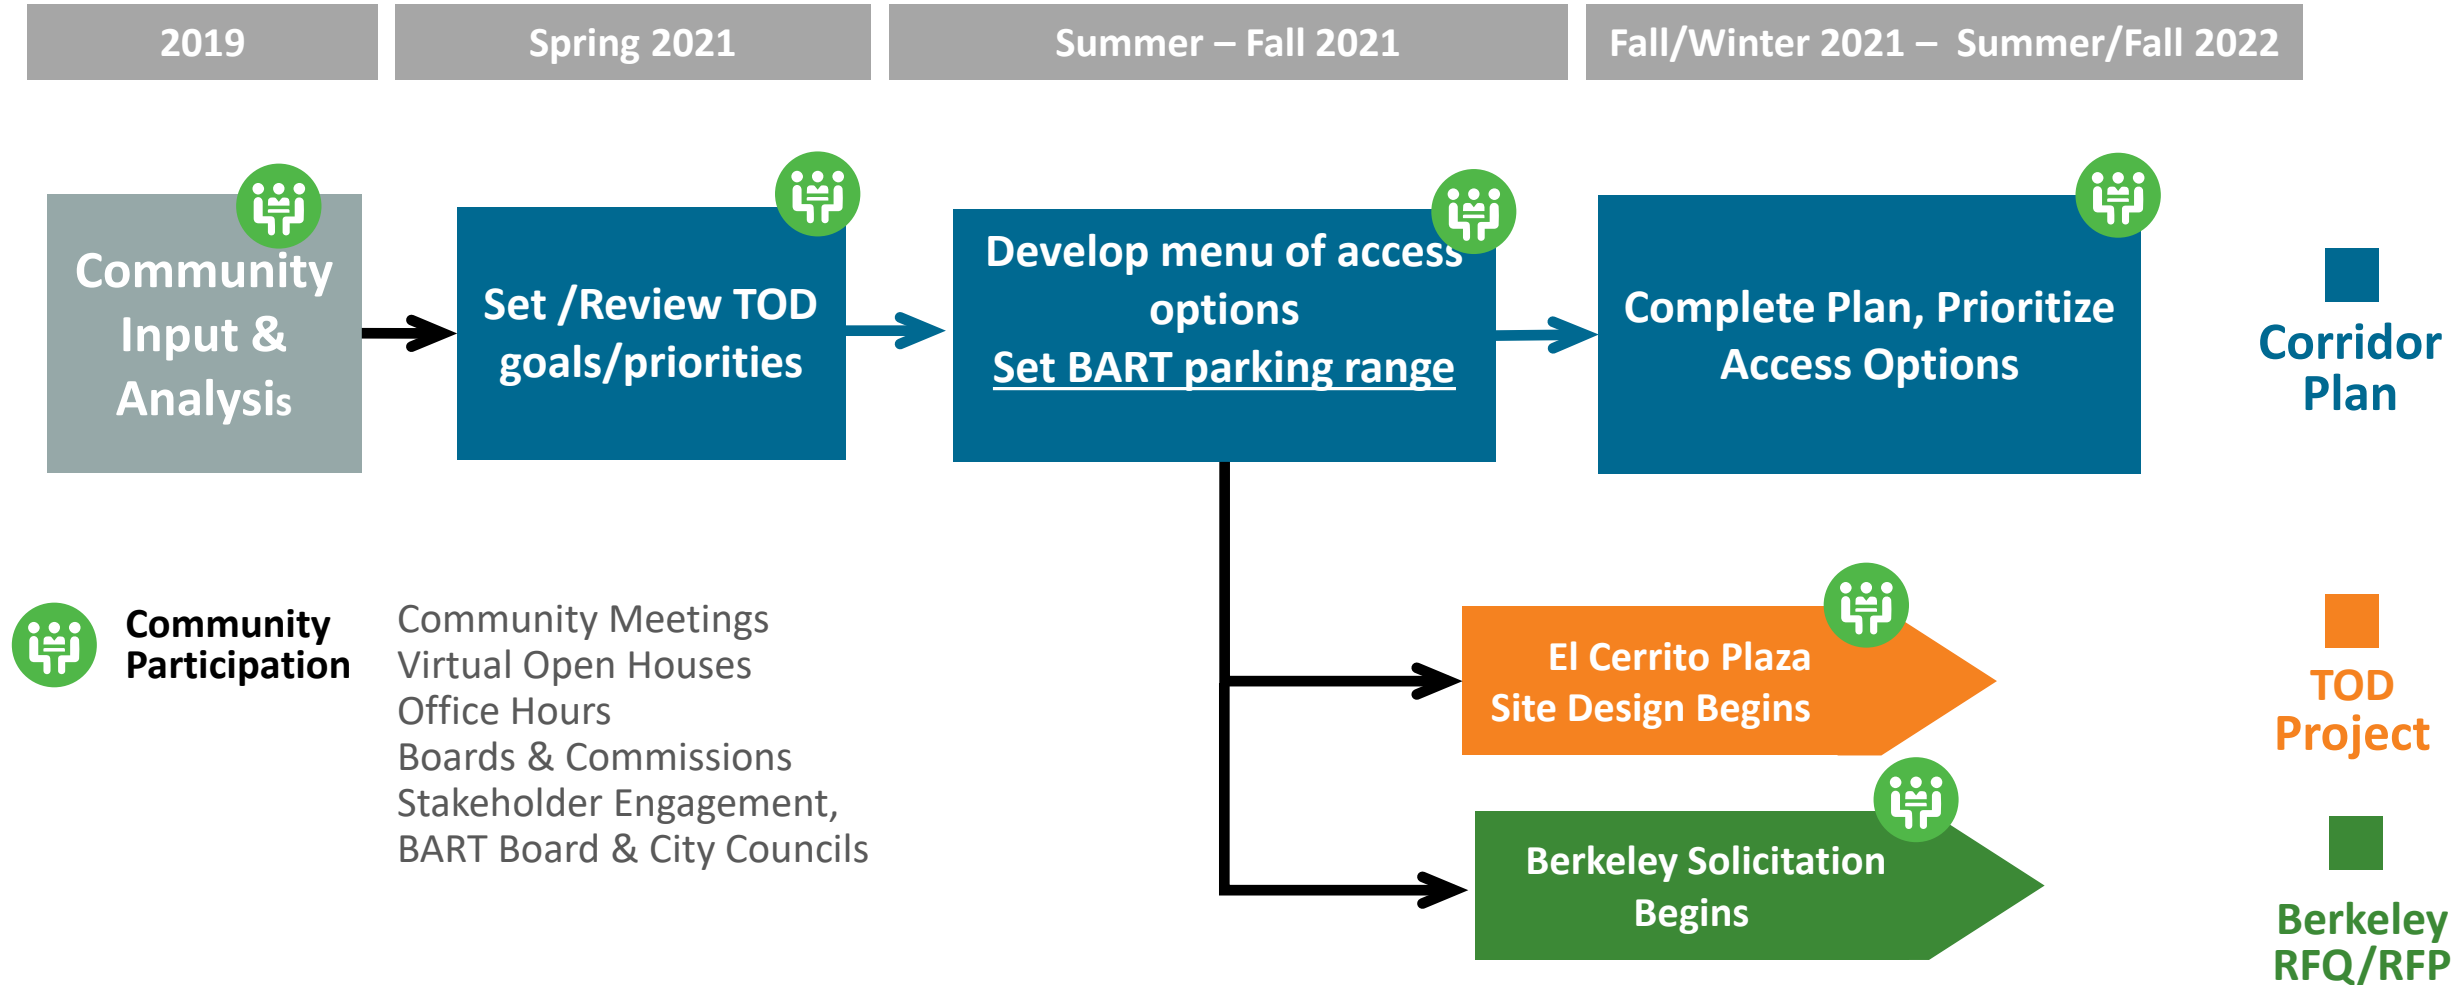 2019
Spring 2021
Summer – Fall 2021
Fall/Winter 2021 – Summer/Fall 2022
Community
Input &
Analysis
Set /Review TOD
goals/priorities
Develop menu of access
options
Set BART parking range
Complete Plan, Prioritize
Access Options
Corridor
Plan
Community
Participation
Community Meetings
Virtual Open Houses
Office Hours
Boards & Commissions
Stakeholder Engagement,
BART Board & City Councils
El Cerrito Plaza
Site Design Begins
TOD
Project
Berkeley Solicitation
Begins
Berkeley
RFQ/RFP